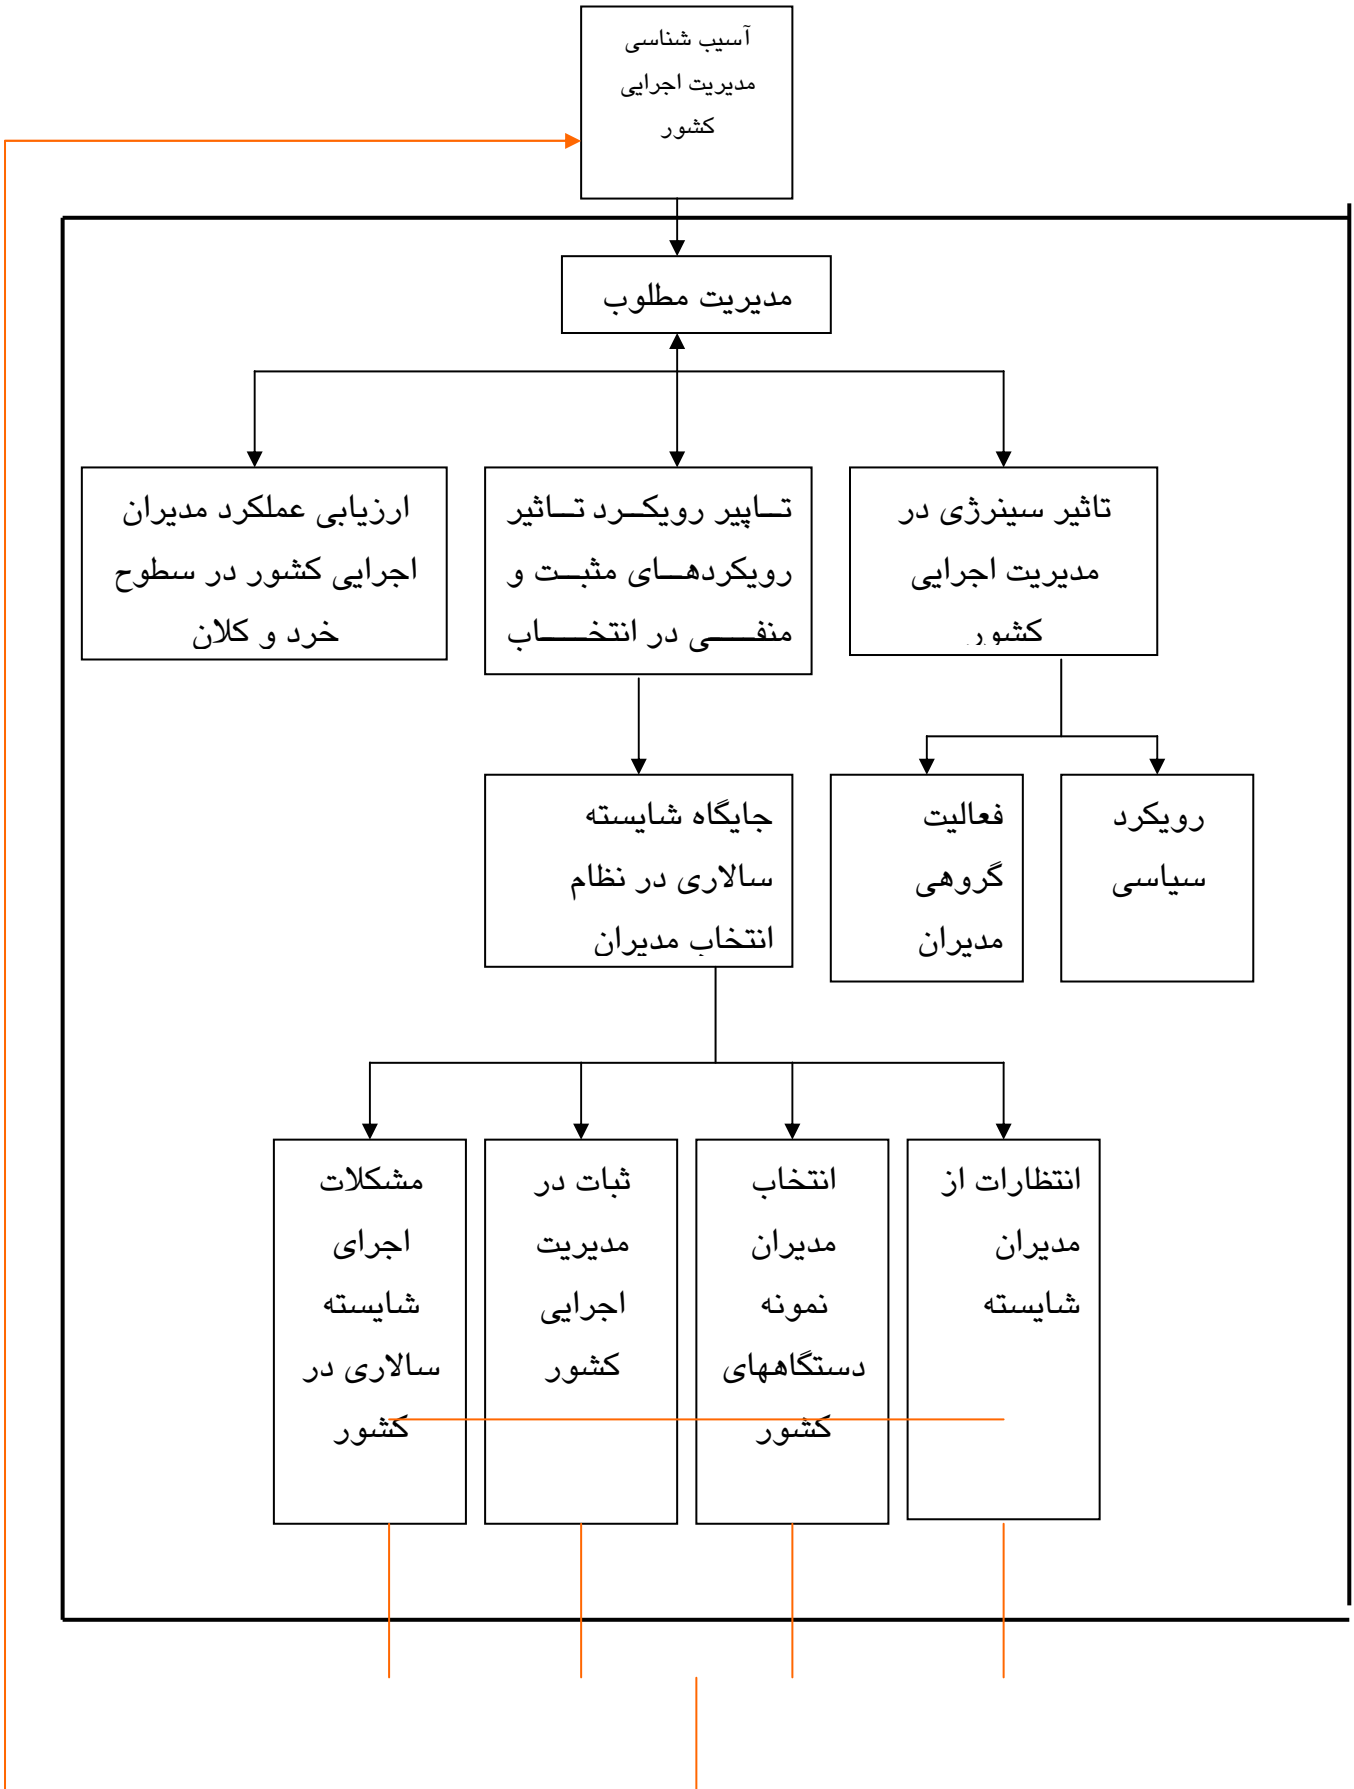 آسیب شناسی
مدیریت اجرایی
کشور
مدیریت مطلوب
تاثیر سینرژی در
مدیریت اجرایی
کشور
تاپیر رویکرد تاثیر
رویکردهای مثبت و
منفی در انتخاب
ارزیابی عملکرد مدیران
اجرایی کشور در سطوح
خرد و کلان
رویکرد
سیاسی
فعالیت
گروهی
مدیران
جایگاه شایسته
سالاری در نظام
انتخاب مدیران
انتظارات از
مدیران
شایسته
انتخاب
مدیران
نمونه
دستگاههای
کشور
ثبات در
مدیریت
اجرایی
کشور
مشکلات
اجرای
شایسته
سالاری در
کشور